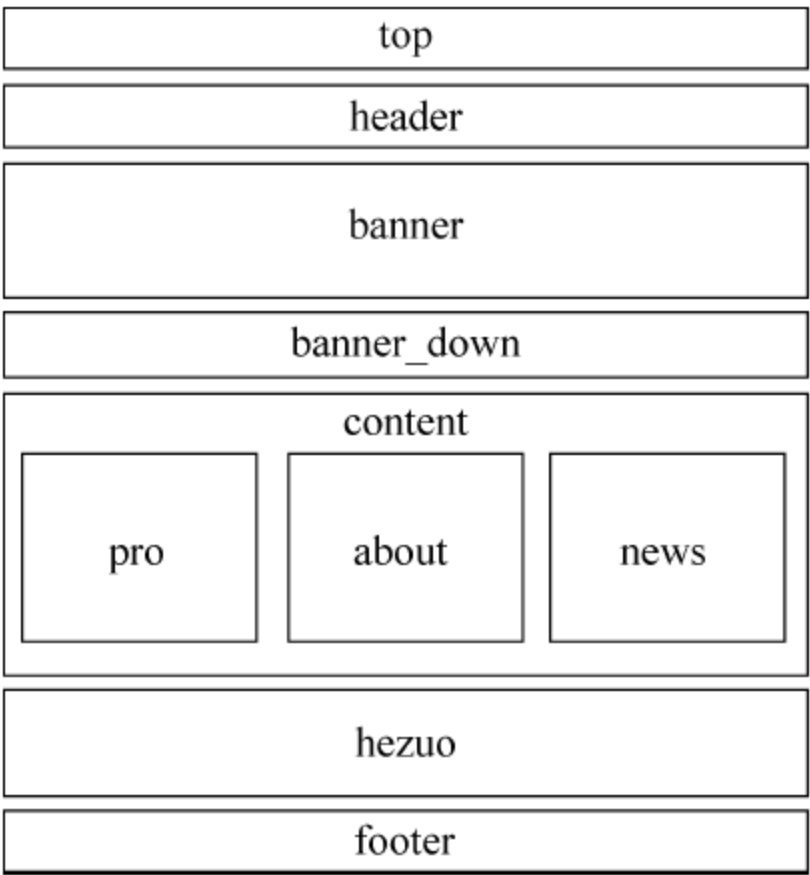 top
header
banner
banner_down
content
pro about news
hezuo
footer